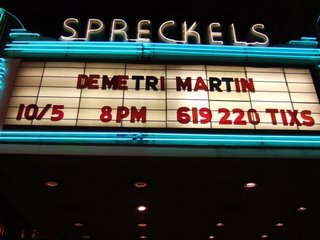 SPRECKELS
DEMETRI MARTIN
10/5 8PM 619 220 TIXS